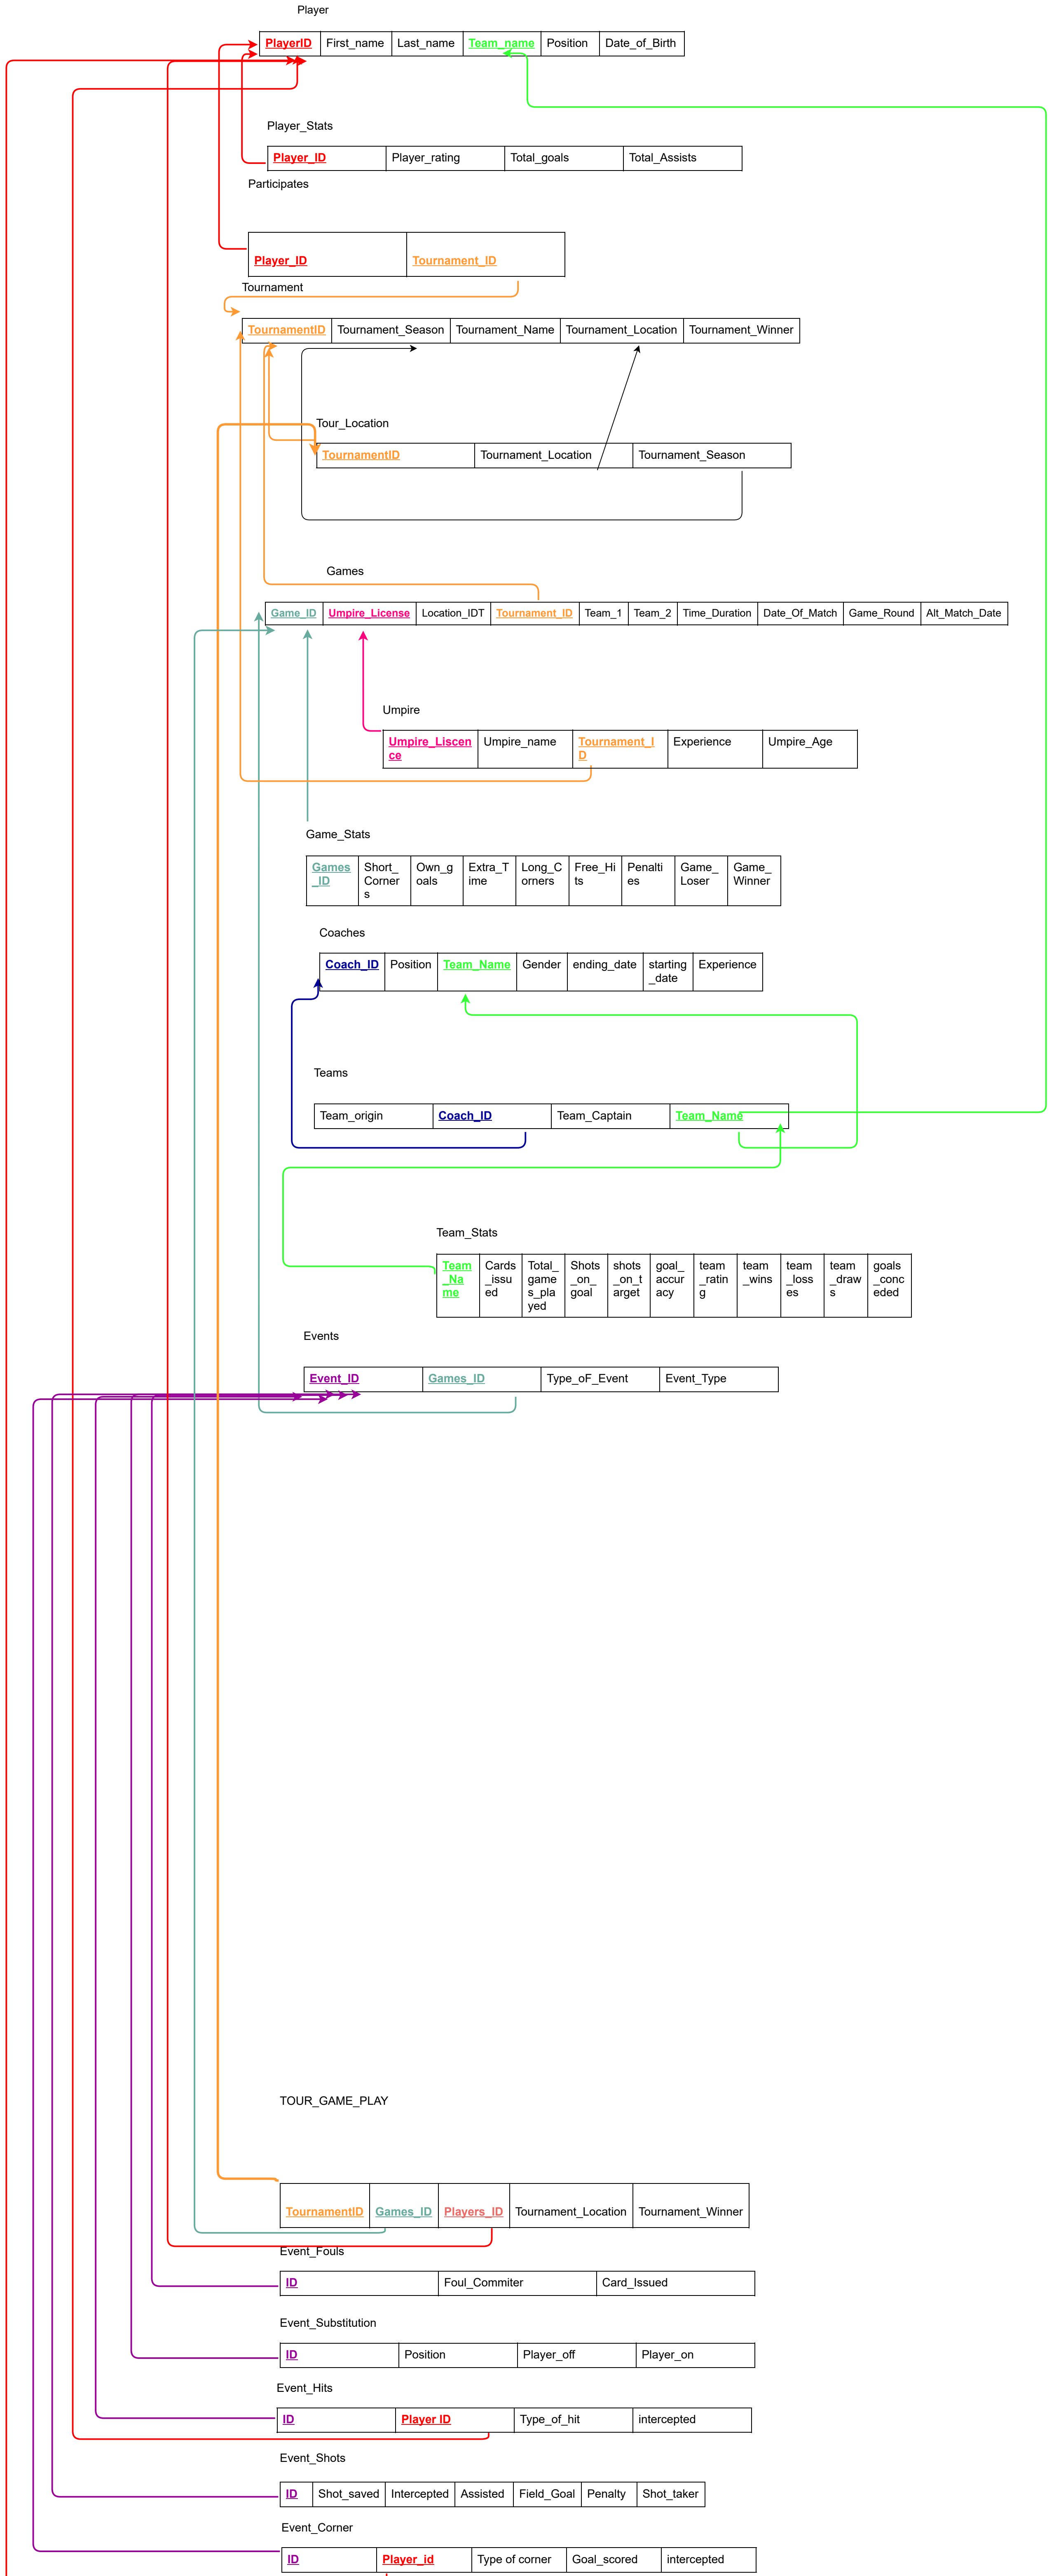 Player
PlayerID First_name Last_name Team_name Position Date_of_Birth
Player_Stats
Player_ID Player_rating Total_goals Total_Assists
Participates
Player_ID Tournament_ID
Tournament
TournamentID Tournament_Season Tournament_Name Tournament_Location Tournament_Winner
Tour_Location
TournamentID Tournament_Location Tournament_Season
Games
Game_ID Umpire_License Location_IDT Tournament_ID Team_1 Team_2 Time_Duration Date_Of_Match Game_Round Alt_Match_Date
Umpire
Umpire_Liscen Umpire_name Tournament_I Experience Umpire_Age
ce D
Game_Stats
Games Short_ Own_g Extra_T Long_C Free_Hi Penalti Game_ Game_
_ID Corner oals ime orners ts es Loser Winner
s
Coaches
Coach_ID Position Team_Name Gender ending_date starting Experience
_date
Teams
Team_origin Coach_ID Team_Captain Team_Name
Team_Stats
Team Cards Total_ Shots shots goal_ team team team team goals
_Na _issu game _on_ _on_t accur _ratin _wins _loss _draw _conc
me ed s_pla goal arget acy g es s eded
yed
Events
Event_ID Games_ID Type_oF_Event Event_Type
TOUR_GAME_PLAY
TournamentID Games_ID Players_ID Tournament_Location Tournament_Winner
Event_Fouls
ID Foul_Commiter Card_Issued
Event_Substitution
ID Position Player_off Player_on
Event_Hits
ID Player ID Type_of_hit intercepted
Event_Shots
ID Shot_saved Intercepted Assisted Field_Goal Penalty Shot_taker
Event_Corner
ID Player_id Type of corner Goal_scored intercepted